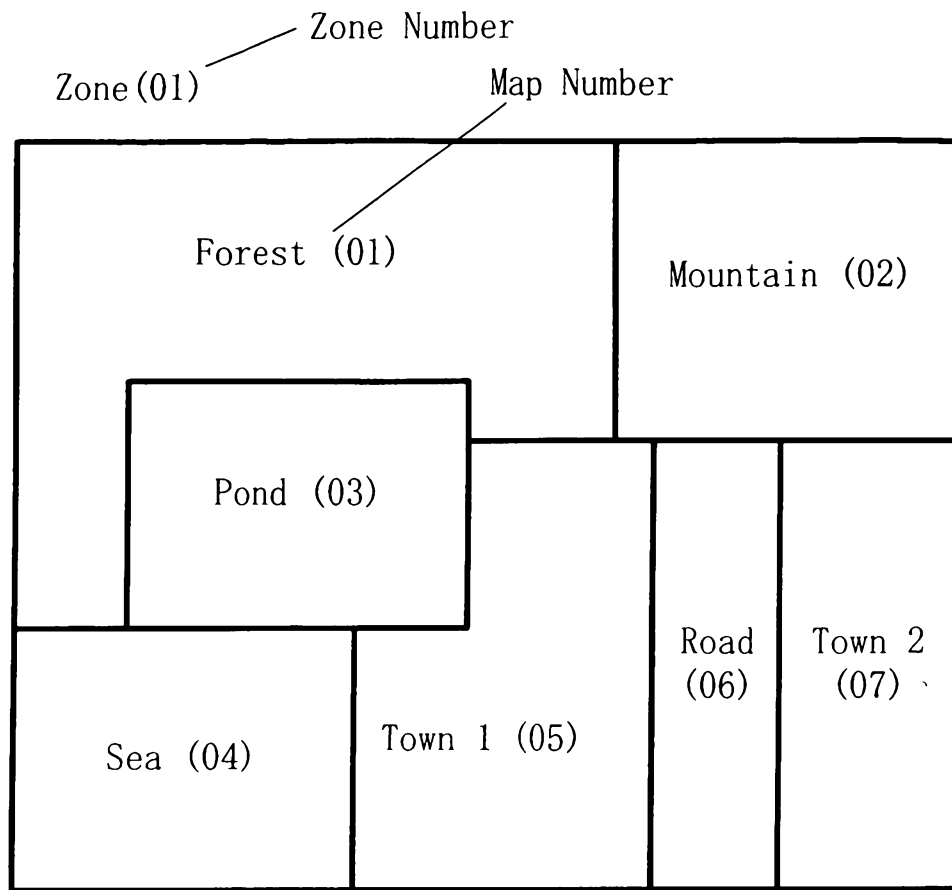 Zone Number
Zone(01)
Map Number
Forest (01)
Mountain (02)
Pond (03)
Road
(06)
Town 2
(07)
Town 1 (05)
Sea (04)